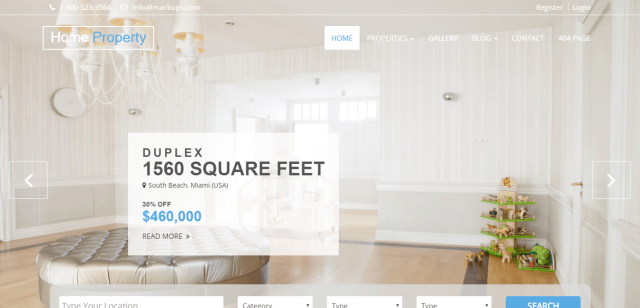 1-900-523-3564 info@markups.com Register Login
Home Property
HOME PROPERTIES GALLERY BLOG CONTACT 404 PAGE
DUPLEX
1560 SQUARE FEET
South Beach, Miami (USA)
30% OFF
$460,000
READ MORE »
Type Your Location Category Type Type SEARCH